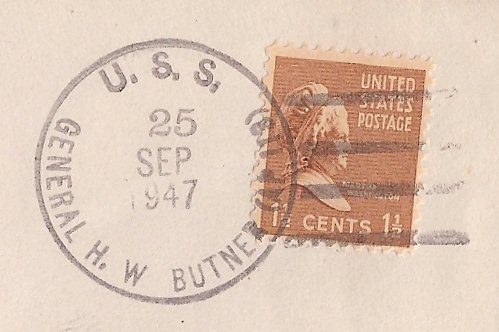 U. S. S.
GENERAL H. W BUTNER
25
SEP
1947
UNITED
STATES
POSTAGE
1½ CENTS 1½